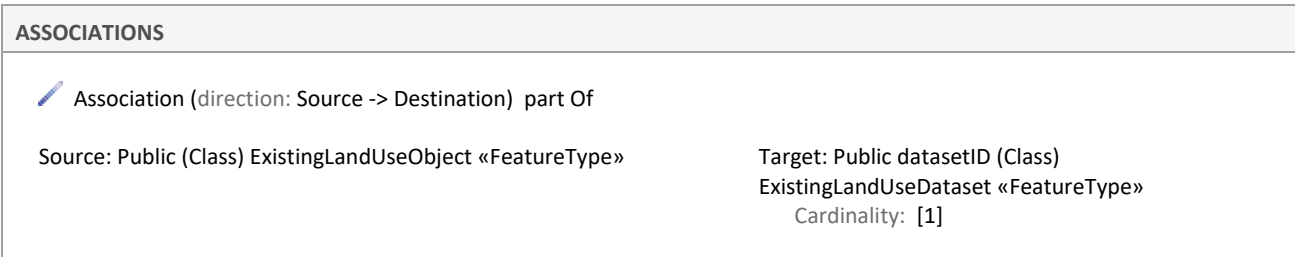 ASSOCIATIONS
Association (direction: Source -> Destination) part Of
Source: Public (Class) ExistingLandUseObject «FeatureType»
Target: Public datasetID (Class)
ExistingLandUseDataset «FeatureType»
Cardinality: [1]